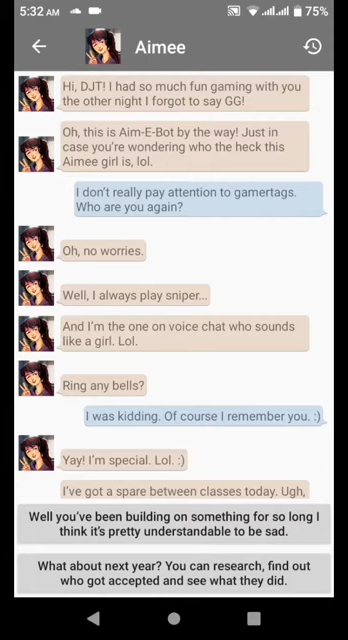 5:32 AM
75%
Aimee
Hi, DJT! I had so much fun gaming with you
the other night I forgot to say GG!
Oh, this is Aim-E-Bot by the way! Just in
case you're wondering who the heck this
Aimee girl is, lol.
I don't really pay attention to gamertags.
Who are you again?
Oh, no worries.
Well, I always play sniper...
And I'm the one on voice chat who sounds
like a girl. Lol.
Ring any bells?
I was kidding. Of course I remember you. :)
Yay! I'm special. Lol. :)
I've got a spare between classes today. Ugh,
Well you've been building on something for so long I
think it's pretty understandable to be sad.
What about next year? You can research, find out
who got accepted and see what they did.